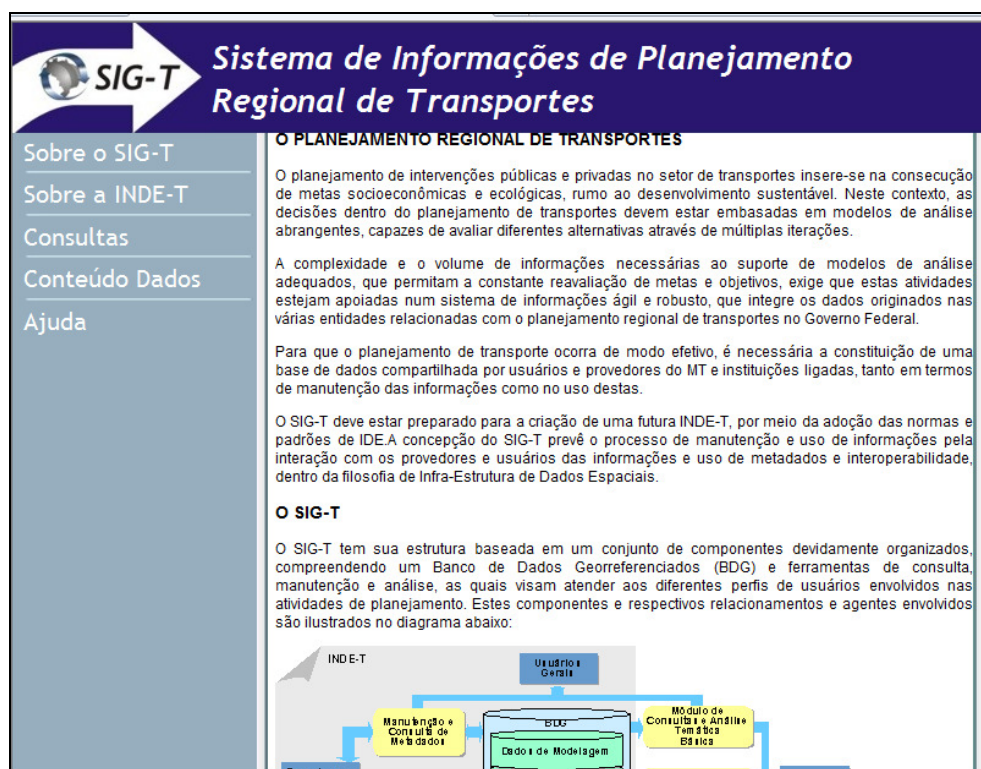 SIG-T
Sistema de Informações de Planejamento
Regional de Transportes
Sobre o SIG-T
Sobre a INDE-T
Consultas
Conteúdo Dados
Ajuda
O PLANEJAMENTO REGIONAL DE TRANSPORTES
O planejamento de intervenções públicas e privadas no setor de transportes insere-se na consecução
de metas socioeconômicas e ecológicas, rumo ao desenvolvimento sustentável. Neste contexto, as
decisões dentro do planejamento de transportes devem estar embasadas em modelos de análise
abrangentes, capazes de avaliar diferentes alternativas através de múltiplas iterações.
A complexidade e o volume de informações necessárias ao suporte de modelos de análise
adequados, que permitam a constante reavaliação de metas e objetivos, exige que estas atividades
estejam apoiadas num sistema de informações ágil e robusto, que integre os dados originados nas
várias entidades relacionadas com o planejamento regional de transportes no Governo Federal.
Para que o planejamento de transporte ocorra de modo efetivo, é necessária a constituição de uma
base de dados compartilhada por usuários e provedores do MT e instituições ligadas, tanto em termos
de manutenção das informações como no uso destas.
O SIG-T deve estar preparado para a criação de uma futura INDE-T, por meio da adoção das normas e
padrões de IDE.A concepção do SIG-T prevê o processo de manutenção e uso de informações pela
interação com os provedores e usuários das informações e uso de metadados e interoperabilidade,
dentro da filosofia de Infra-Estrutura de Dados Espaciais.
O SIG-T
O SIG-T tem sua estrutura baseada em um conjunto de componentes devidamente organizados,
compreendendo um Banco de Dados Georreferenciados (BDG) e ferramentas de consulta,
manutenção e análise, as quais visam atender aos diferentes perfis de usuários envolvidos nas
atividades de planejamento. Estes componentes e respectivos relacionamentos e agentes envolvidos
são ilustrados no diagrama abaixo:
INDE-T
Usuários
Gerais
Manutenção e
Consulta de
Metadados
BDG
Dados de Modelagem
Módulo de
Consultas e Análise
Temática
Básica